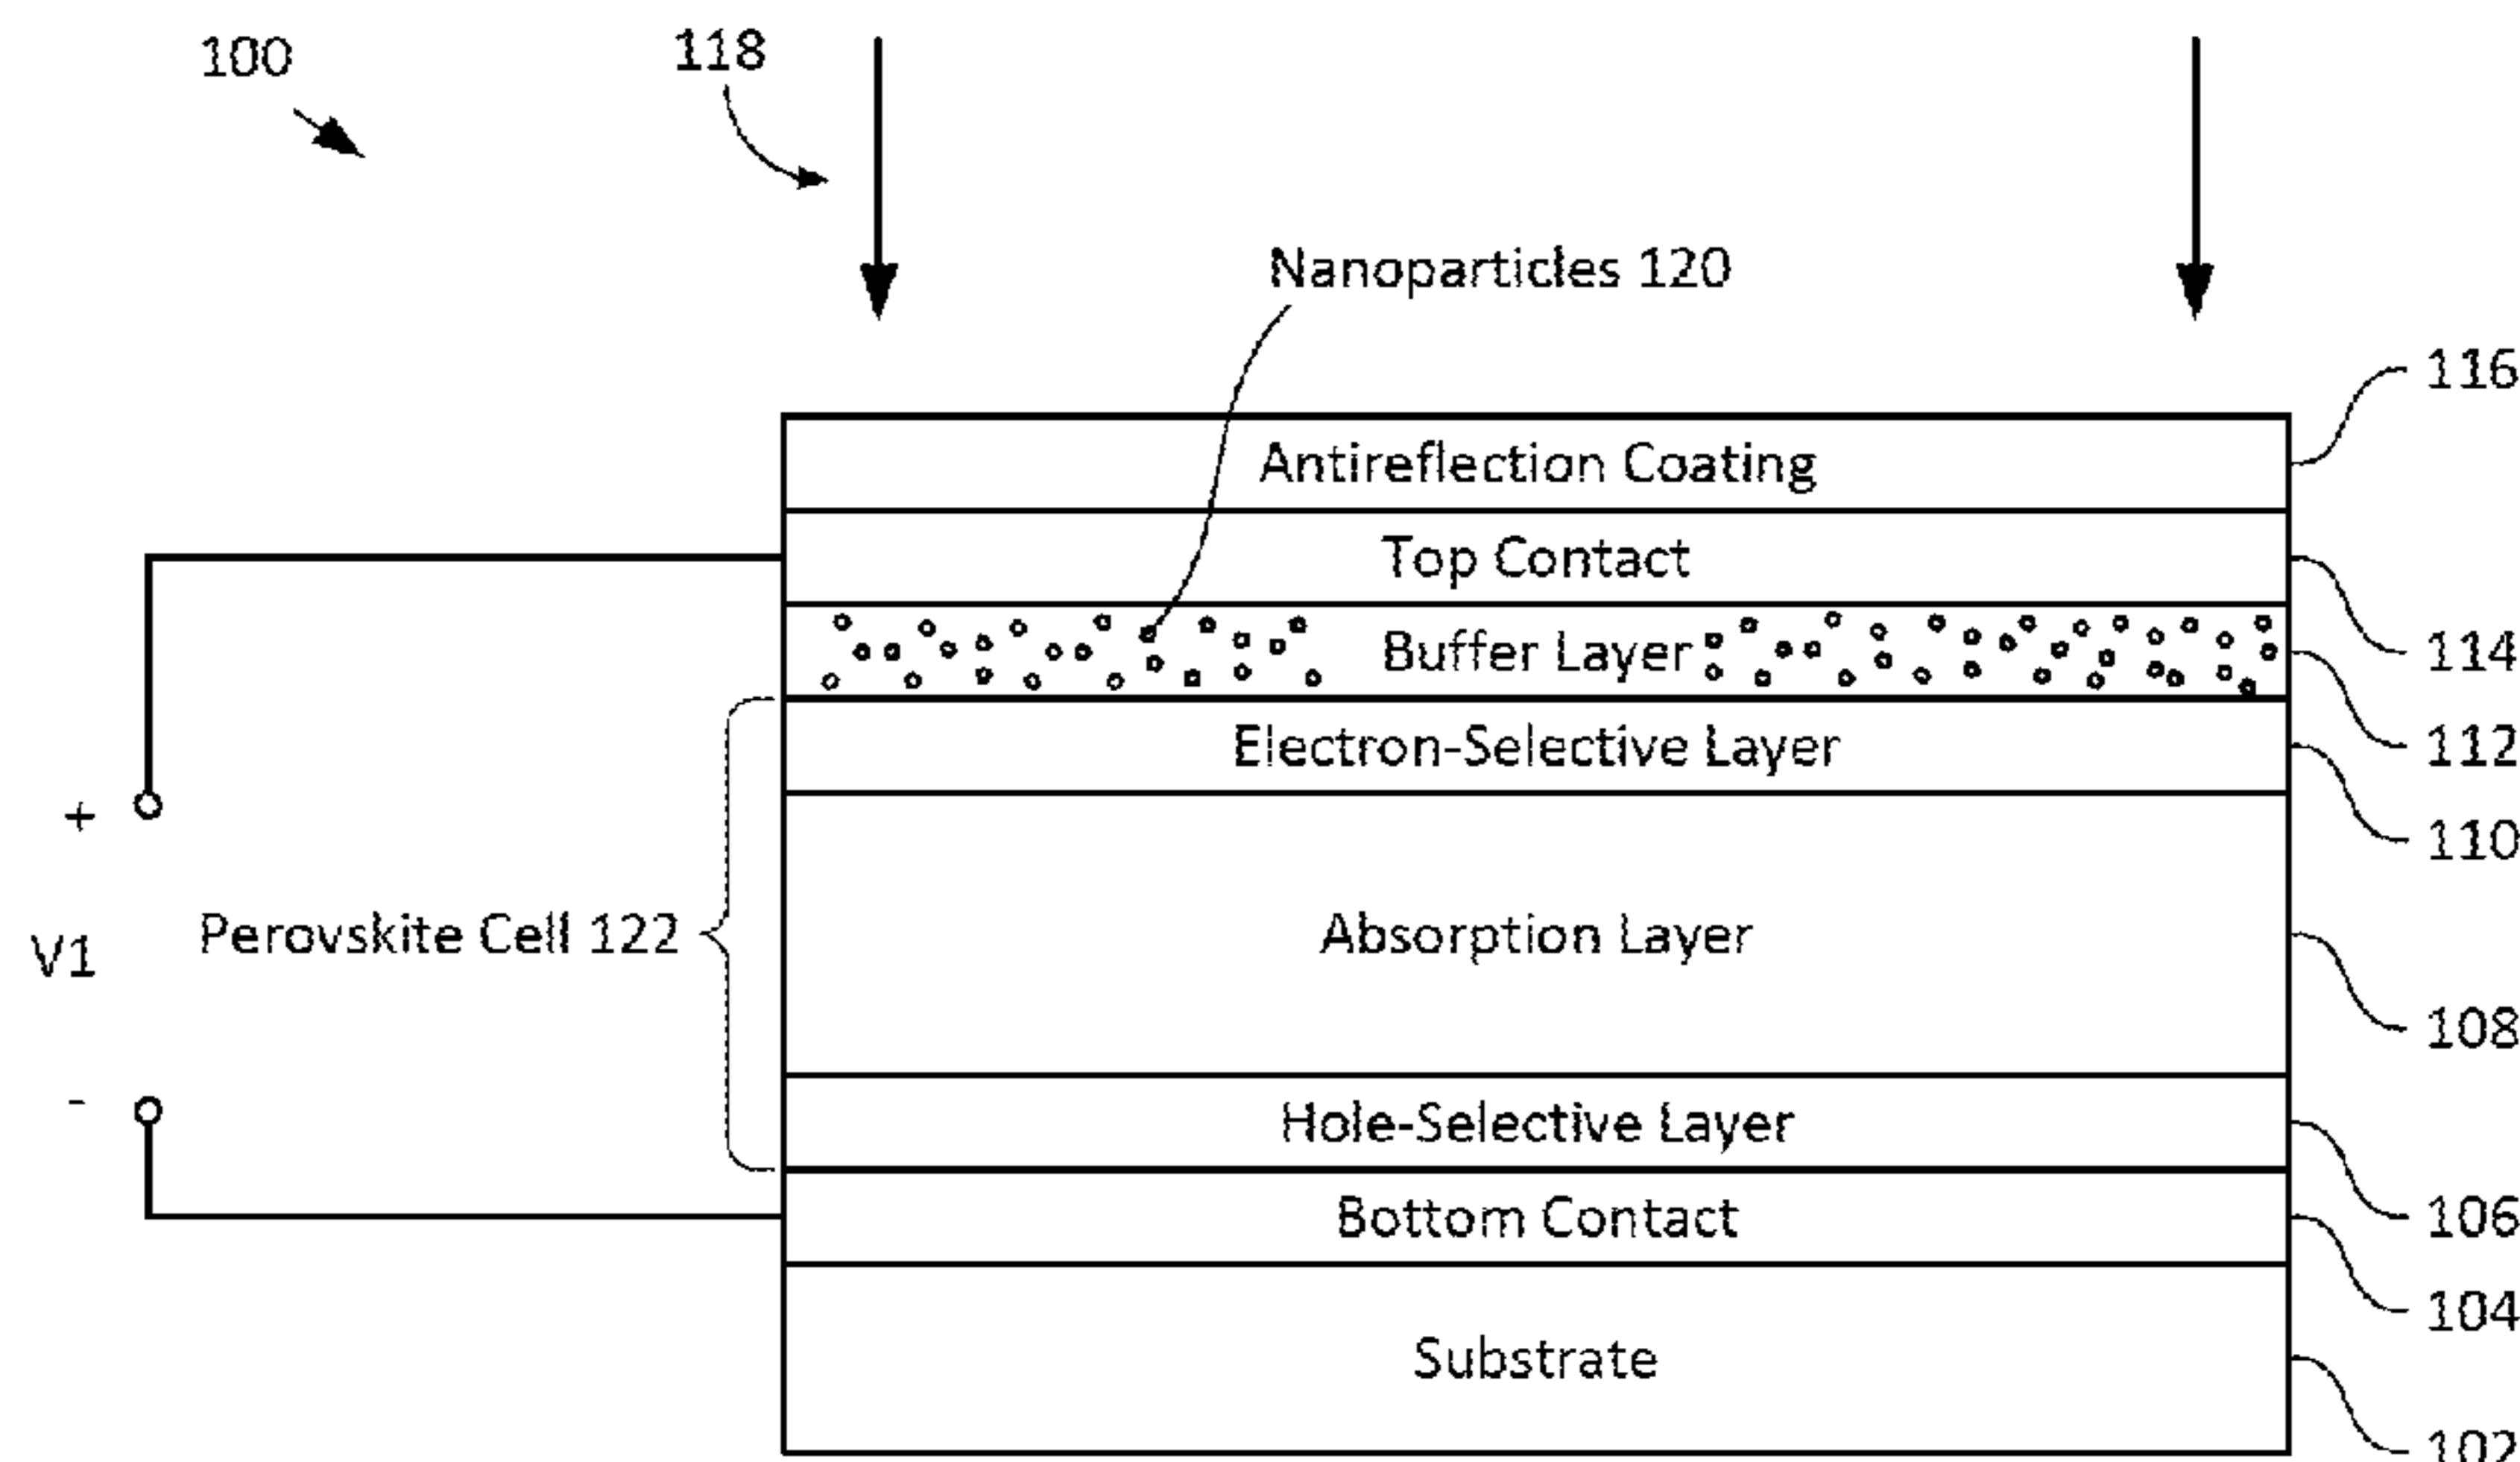 100
118
Nanoparticles 120
116
Antireflection Coating
Top Contact
114
Buffer Layer
112
Electron-Selective Layer
110
+
V1
-
Perovskite Cell 122
Absorption Layer
108
Hole-Selective Layer
106
Bottom Contact
104
Substrate
102